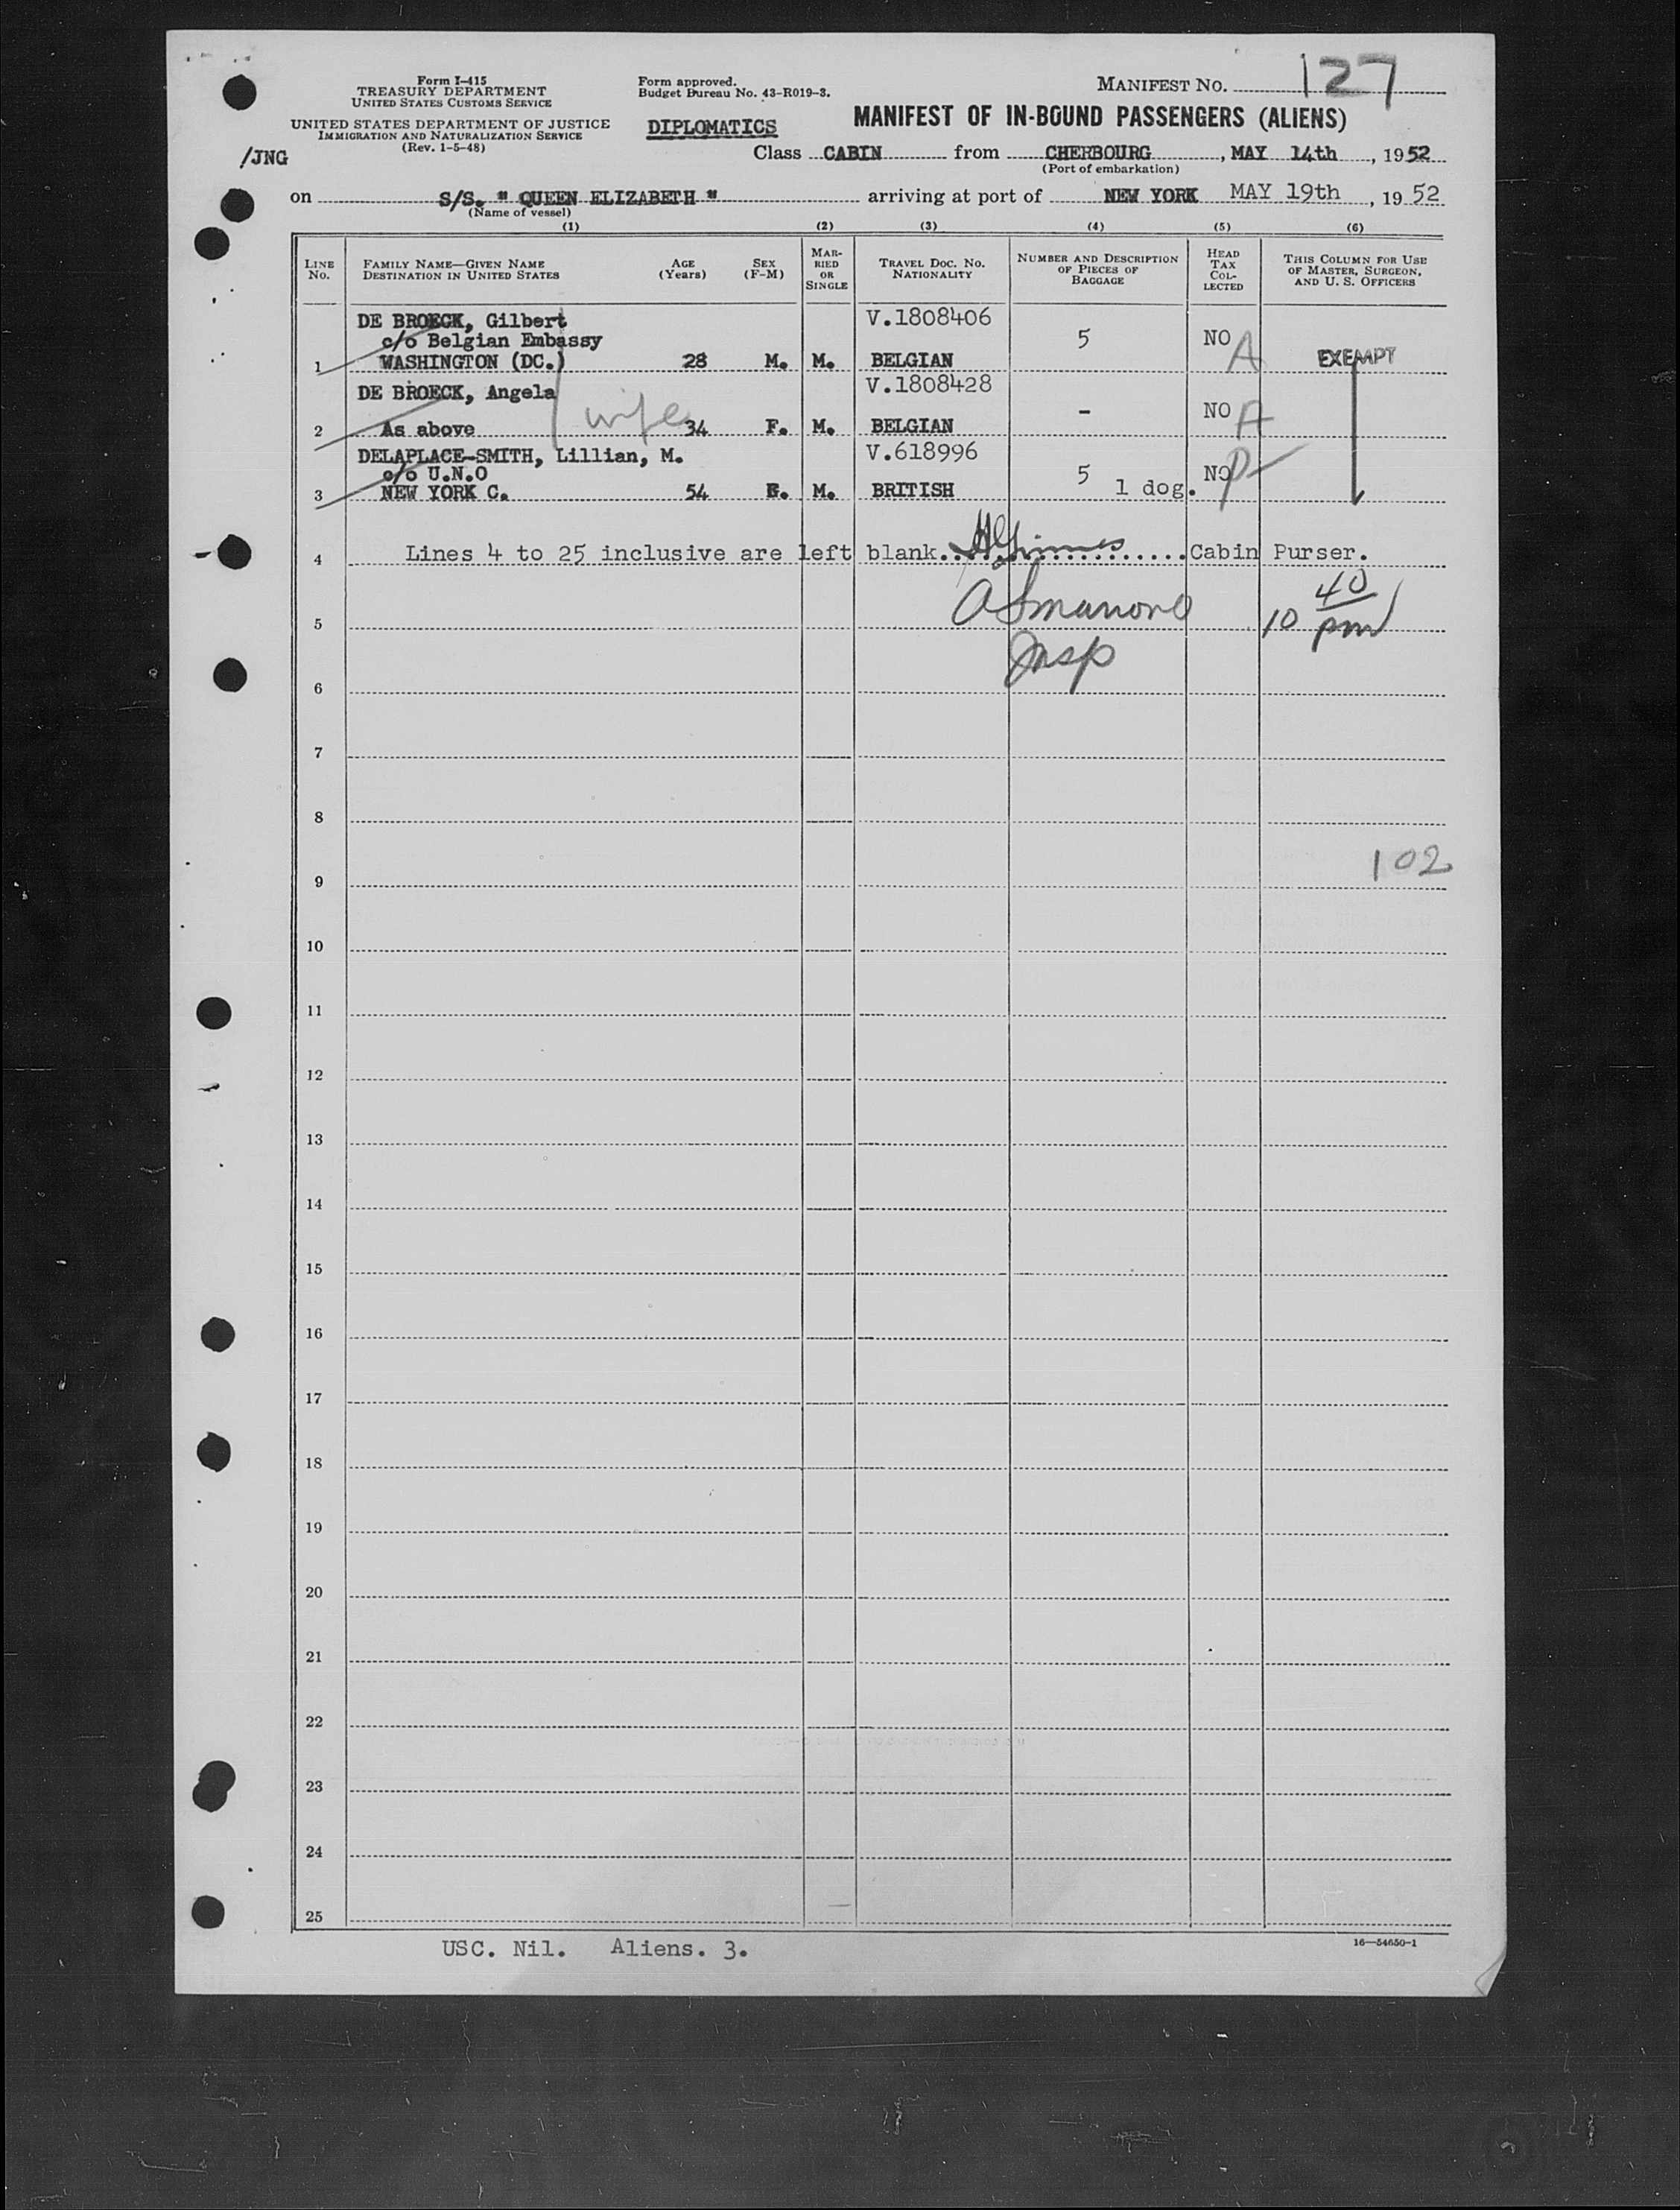 Form I-415
TREASURY DEPARTMENT
UNITED STATES CUSTOMS SERVICE
UNITED STATES DEPARTMENT OF JUSTICE
IMMIGRATION AND NATURALIZATION SERVICE
(Rev. 1-5-48)
/JNG
Form approved.
Budget Bureau No. 43-R019-3.
DIPLOMATICS
MANIFEST NO. 127
MANIFEST OF IN-BOUND PASSENGERS (ALIENS)
Class CABIN from CHERBOURG, MAY 14th, 1952
(Port of embarkation)
on S/S. " QUEEN ELIZABETH " arriving at port of NEW YORK MAY 19th, 1952
(Name of vessel)
(1) (2) (3) (4) (5) (6)
LINE NO. FAMILY NAME—GIVEN NAME DESTINATION IN UNITED STATES AGE (Years) SEX (F-M) MARRIED OR SINGLE TRAVEL DOC. NO. NATIONALITY NUMBER AND DESCRIPTION OF PIECES OF BAGGAGE HEAD TAX COLLECTED THIS COLUMN FOR USE OF MASTER, SURGEON, AND U. S. OFFICERS
DE BROECK, Gilbert V.1808406
c/o Belgian Embassy 5 NO A
1 WASHINGTON (DC.) 28 M. M. BELGIAN EXEMPT
DE BROECK, Angela V.1808428
wife - NO A
2 As above 34 F. M. BELGIAN
DELAPLACE-SMITH, Lillian, M. V.618996
c/o U.N.O 5 NO P
3 NEW YORK C. 54 F. M. BRITISH 1 dog.
4 Lines 4 to 25 inclusive are left blank. Cabin Purser.
10 40 pm
5
Insp
6
7
8
102
9
10
11
12
13
14
15
16
17
18
19
20
21
22
23
24
25
USC. Nil. Aliens. 3.
16—54650-1